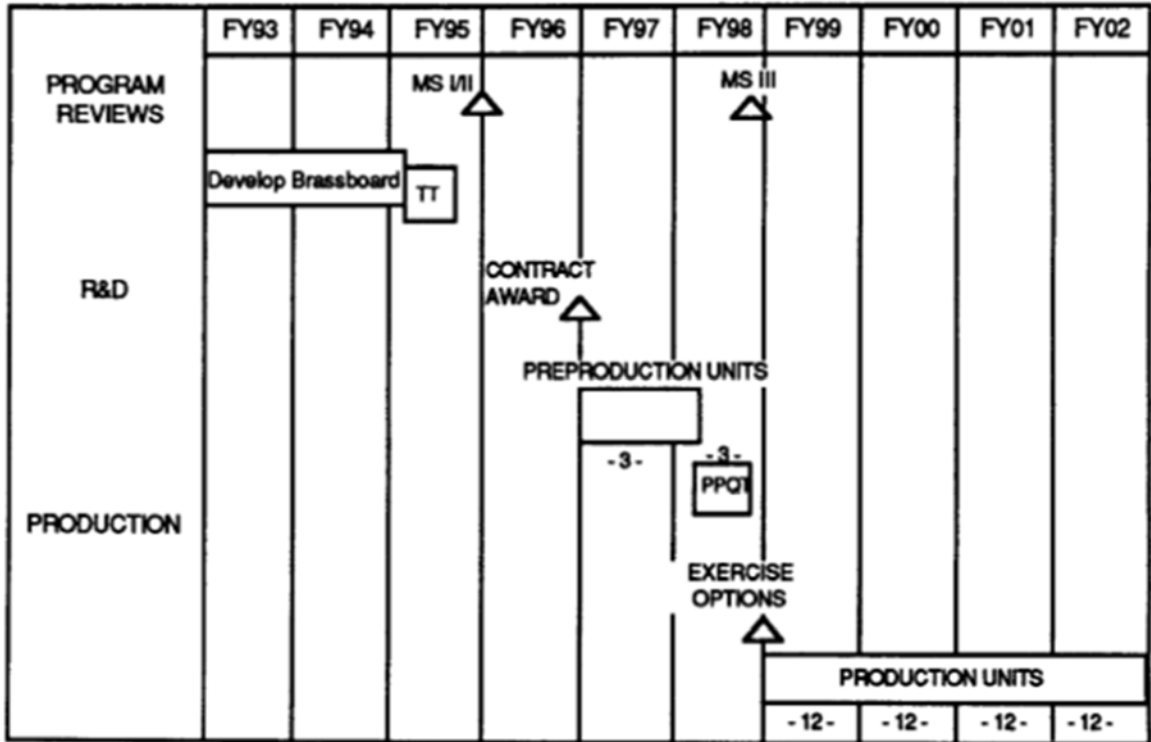 FY93 FY94 FY95 FY96 FY97 FY98 FY99 FY00 FY01 FY02
PROGRAM
REVIEWS
MS I/II
MS III
Develop Brassboard
TT
R&D
CONTRACT
AWARD
PREPRODUCTION UNITS
- 3 -
- 3 -
PPQT
PRODUCTION
EXERCISE
OPTIONS
PRODUCTION UNITS
- 12 - - 12 - - 12 - - 12 -